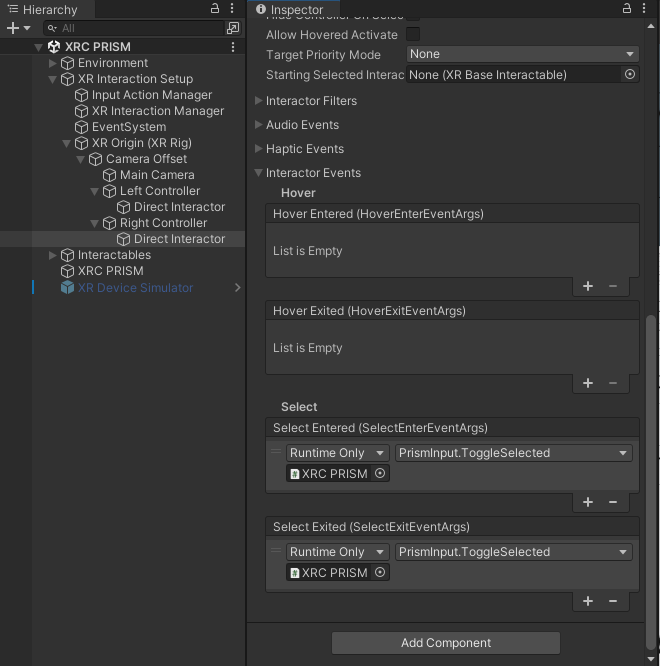 Hierarchy
All
XRC PRISM
Environment
XR Interaction Setup
Input Action Manager
XR Interaction Manager
EventSystem
XR Origin (XR Rig)
Camera Offset
Main Camera
Left Controller
Direct Interactor
Right Controller
Direct Interactor
Interactables
XRC PRISM
XR Device Simulator
Inspector
Hide Controller On Selec
Allow Hovered Activate
Target Priority Mode None
Starting Selected Interac None (XR Base Interactable)
Interactor Filters
Audio Events
Haptic Events
Interactor Events
Hover
Hover Entered (HoverEnterEventArgs)
List is Empty
Hover Exited (HoverExitEventArgs)
List is Empty
Select
Select Entered (SelectEnterEventArgs)
Runtime Only PrismInput.ToggleSelected
XRC PRISM
Select Exited (SelectExitEventArgs)
Runtime Only PrismInput.ToggleSelected
XRC PRISM
Add Component